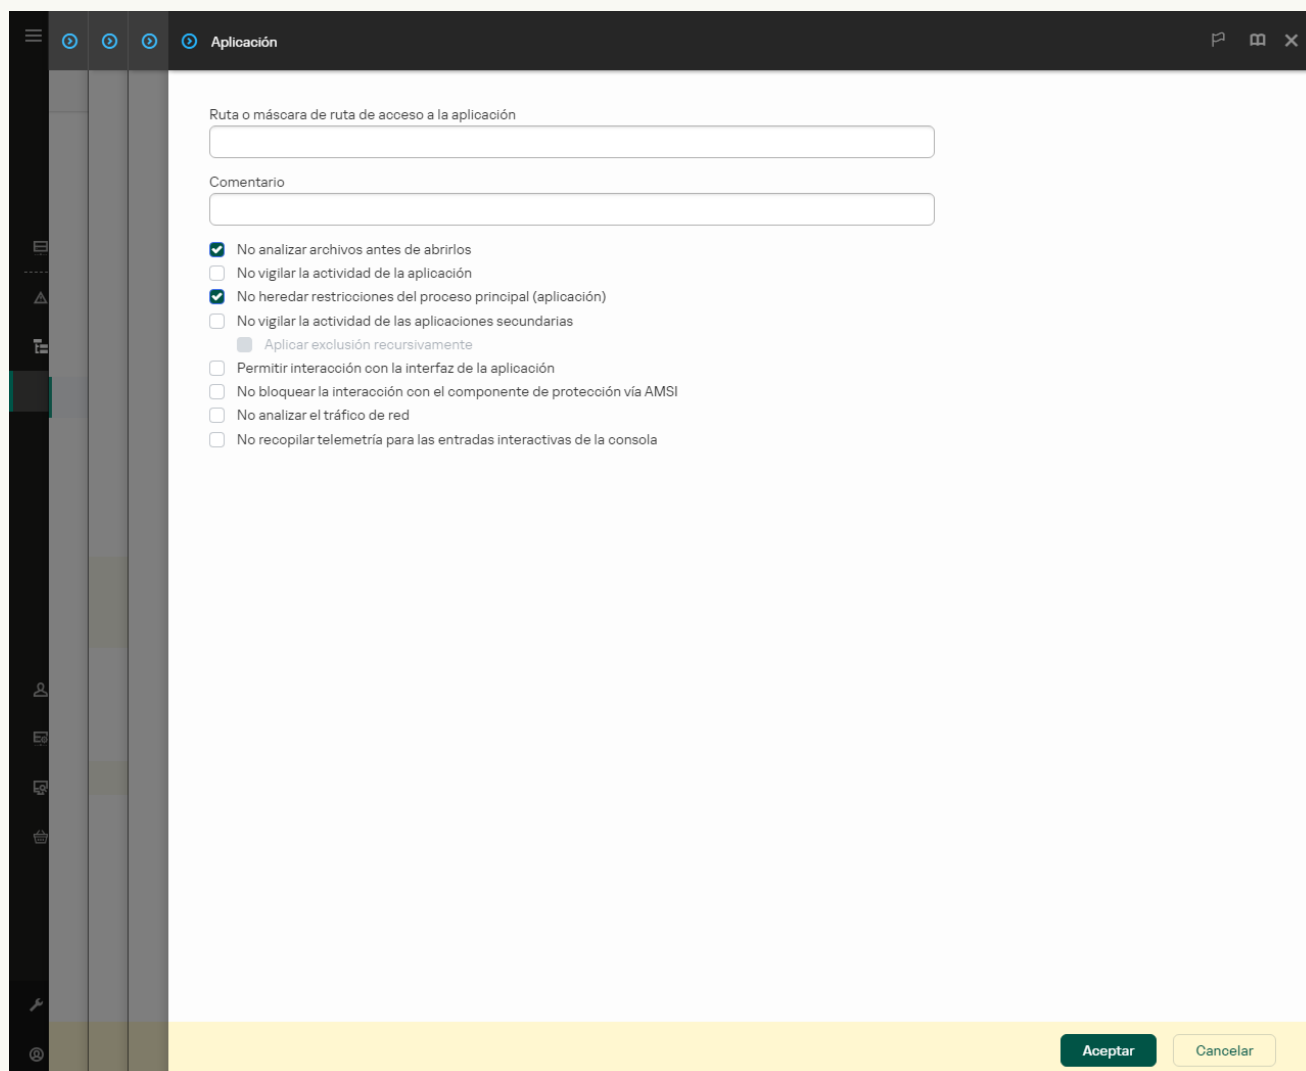 Aplicación
Ruta o máscara de ruta de acceso a la aplicación
Comentario
No analizar archivos antes de abrirlos
No vigilar la actividad de la aplicación
No heredar restricciones del proceso principal (aplicación)
No vigilar la actividad de las aplicaciones secundarias
Aplicar exclusión recursivamente
Permitir interacción con la interfaz de la aplicación
No bloquear la interacción con el componente de protección vía AMSI
No analizar el tráfico de red
No recopilar telemetría para las entradas interactivas de la consola
Aceptar Cancelar